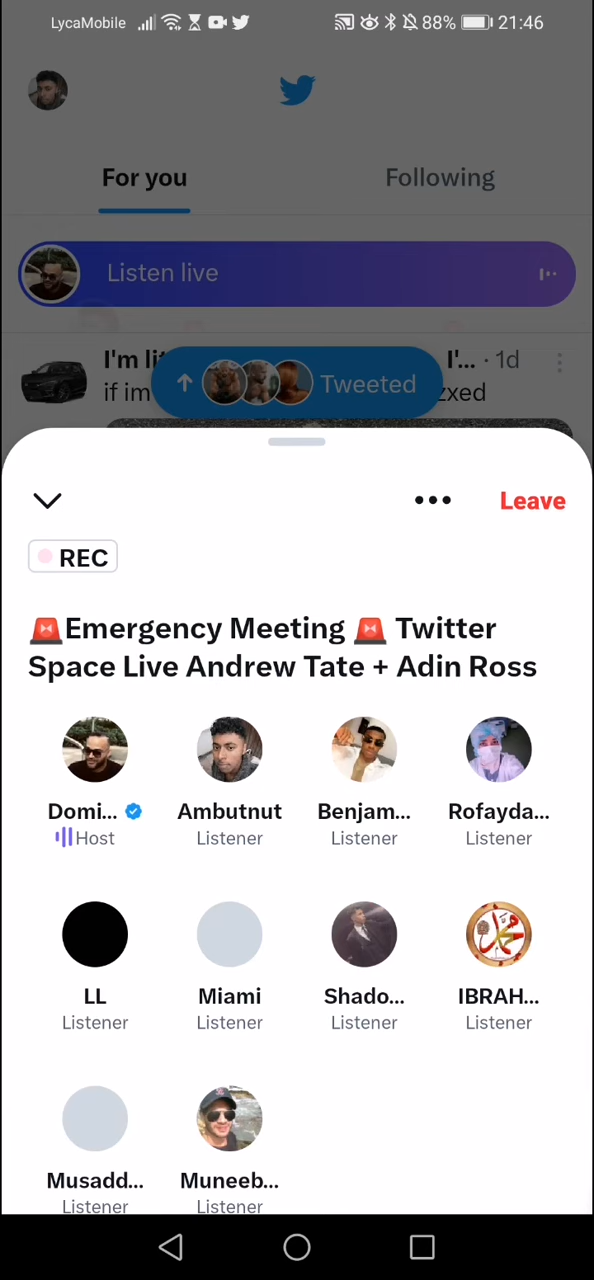 LycaMobile 88% 21:46
For you Following
Listen live
I'm lit I'... · 1d
if im zxed
Tweeted
Leave
REC
🚨Emergency Meeting 🚨 Twitter
Space Live Andrew Tate + Adin Ross
Domi... Ambutnut Benjam... Rofayda...
Host Listener Listener Listener
LL Miami Shado... IBRAH...
Listener Listener Listener Listener
Musadd... Muneeb...
Listener Listener